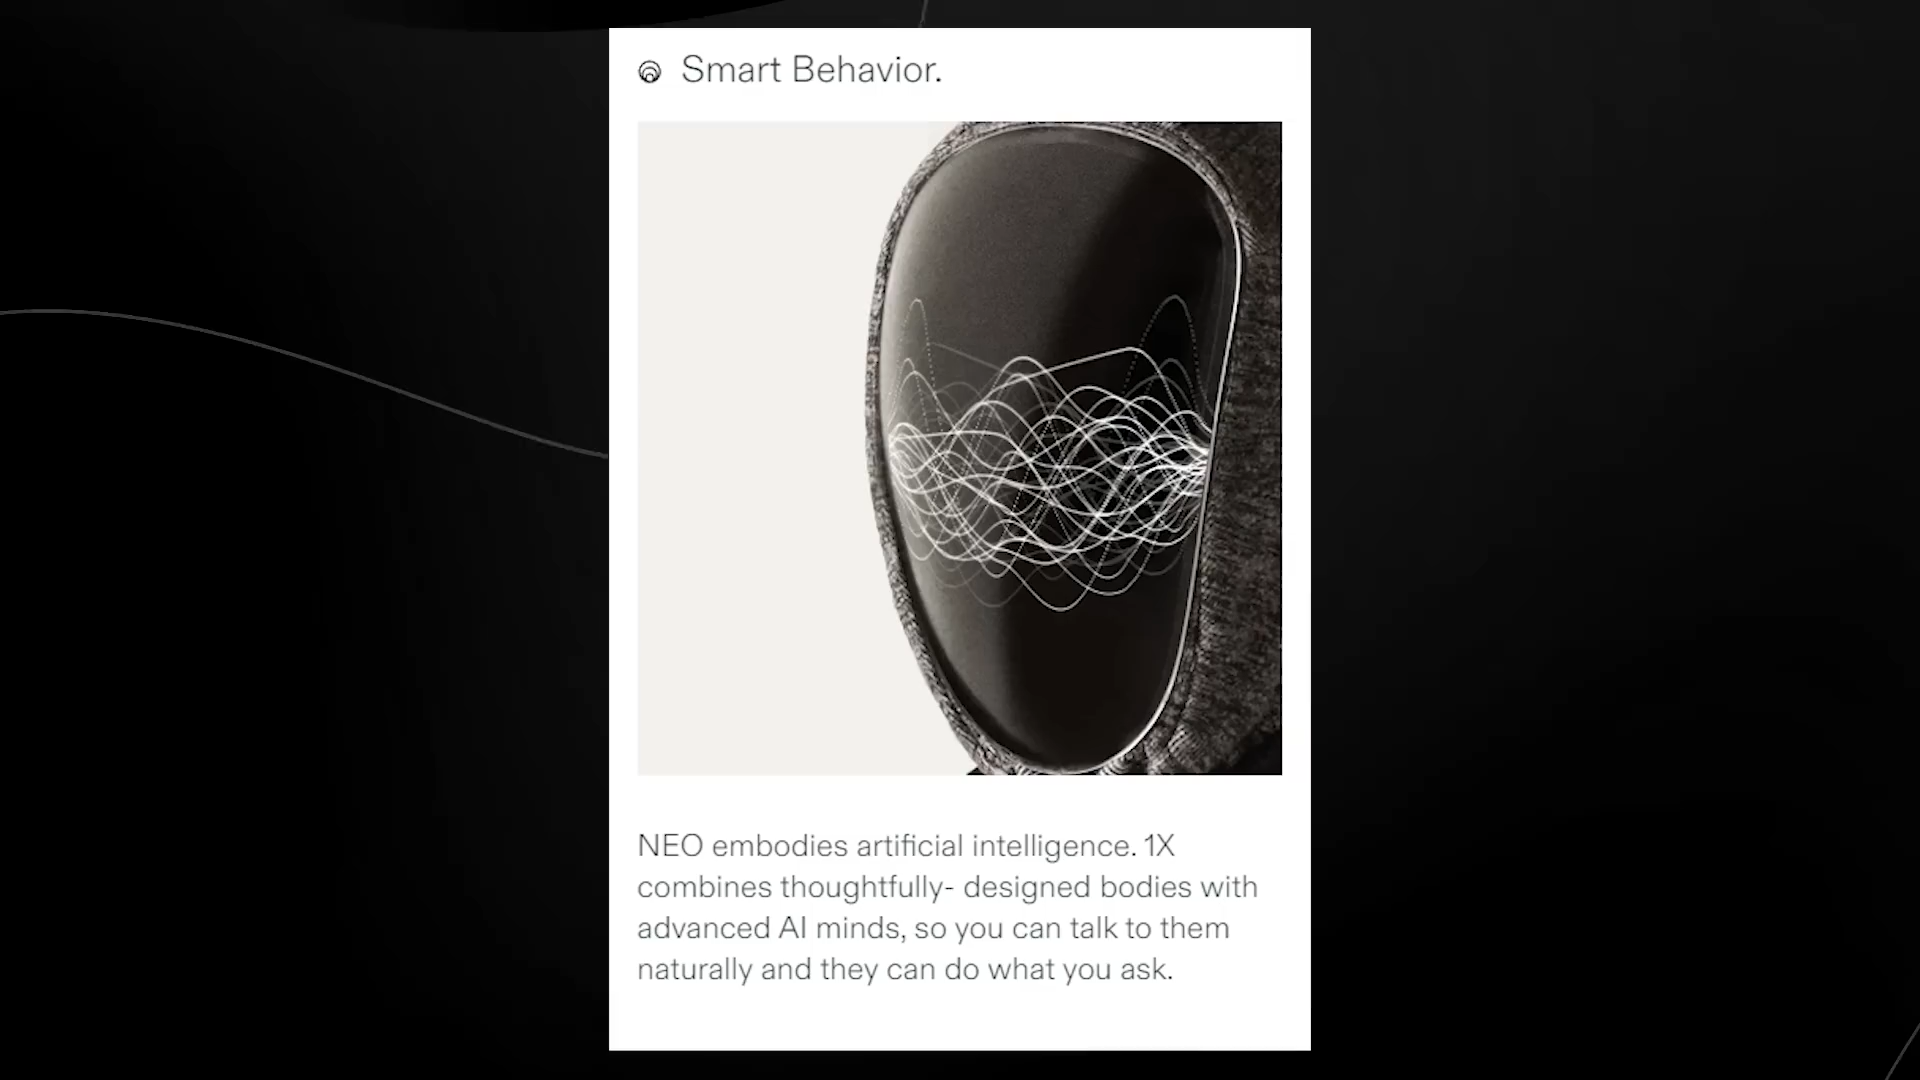 Smart Behavior.
NEO embodies artificial intelligence. 1X
combines thoughtfully- designed bodies with
advanced AI minds, so you can talk to them
naturally and they can do what you ask.